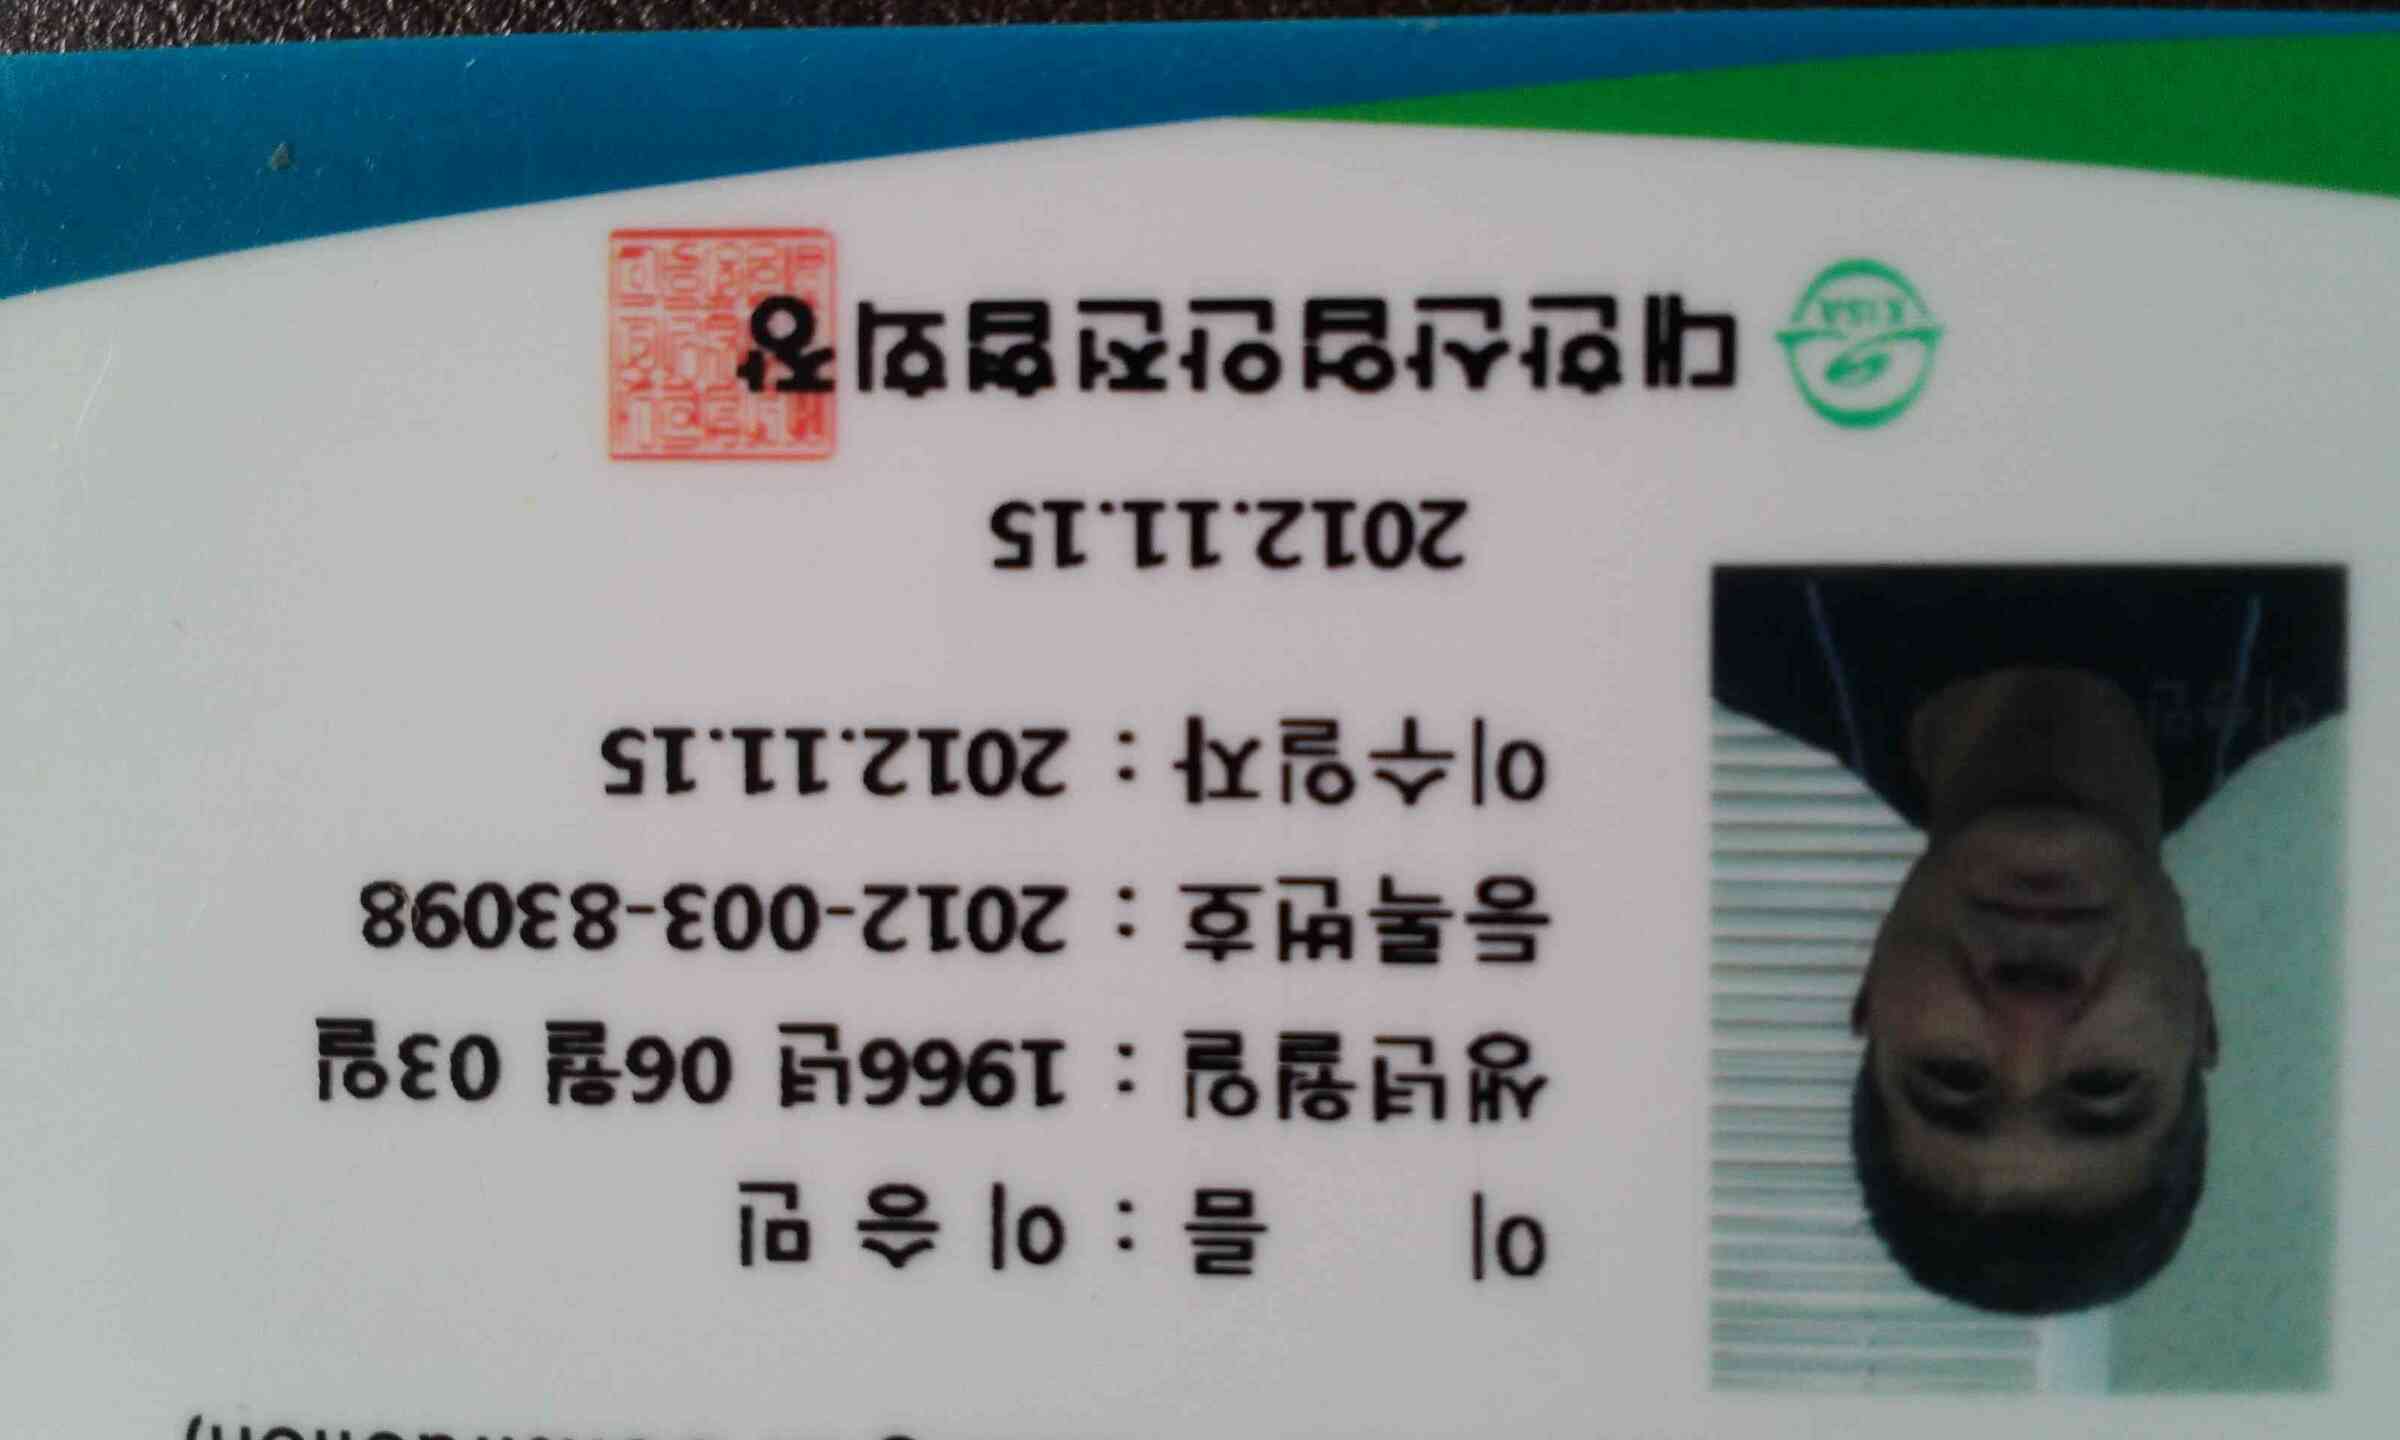 이 름 : 이 승 민
생년월일 : 1966년 06월 03일
등록번호 : 2012-003-83098
이수일자 : 2012.11.15
2012.11.15
대한산업안전협회장